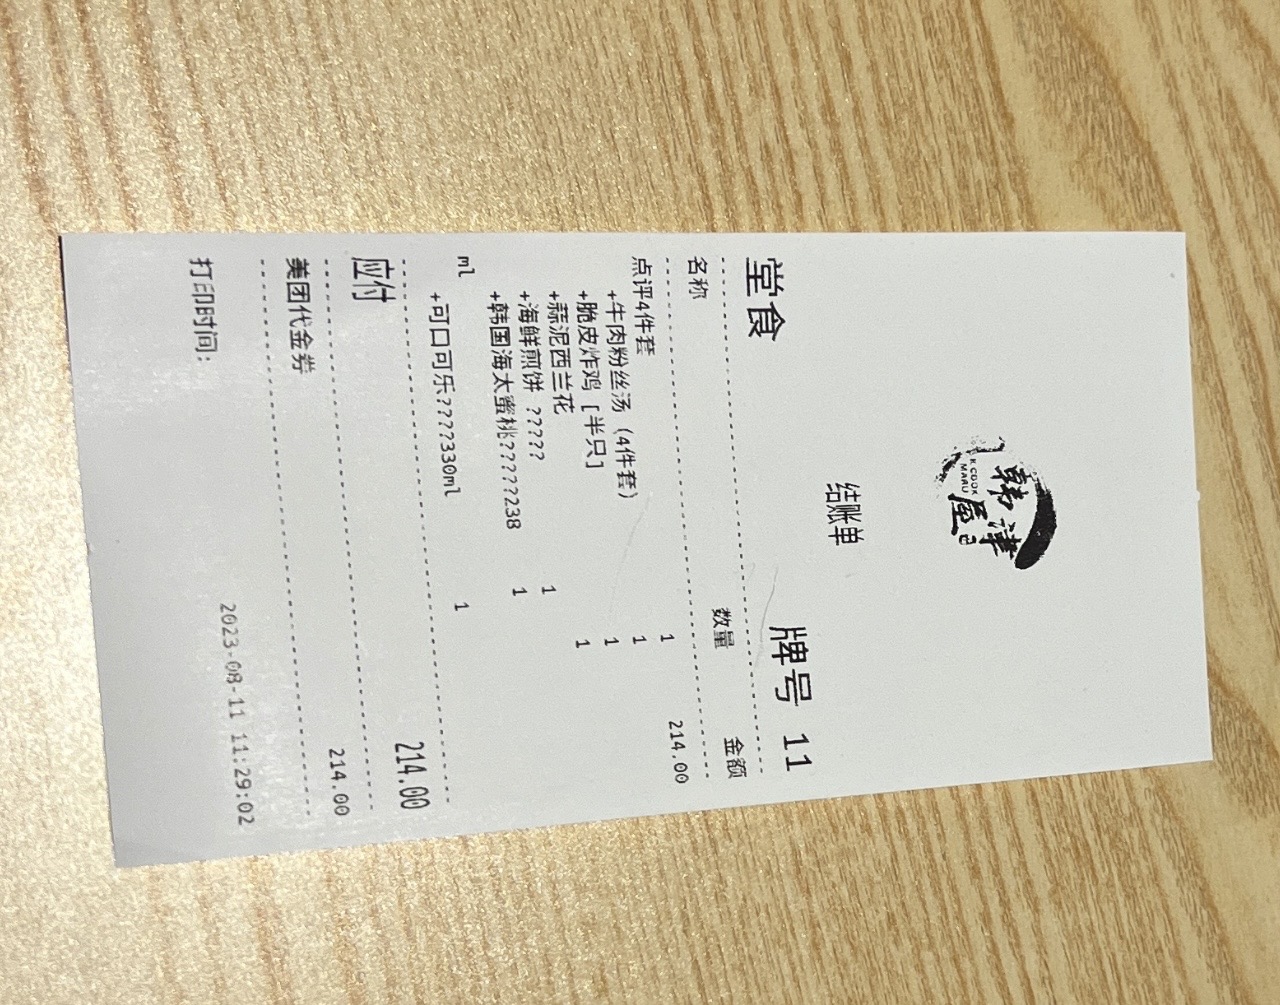 韩津
K COOK
MARU
屋
结账单
堂食 牌号 11
名称 数量 金额
点评4件套 1 214.00
+牛肉粉丝汤 (4件套) 1
+脆皮炸鸡 [半只] 1
+蒜泥西兰花 1
+海鲜煎饼 ????? 1
+韩国海太蜜桃??????238 1
ml
+可口可乐????330ml 1
应付 214.00
美团代金券 214.00
打印时间: 2023-08-11 11:29:02